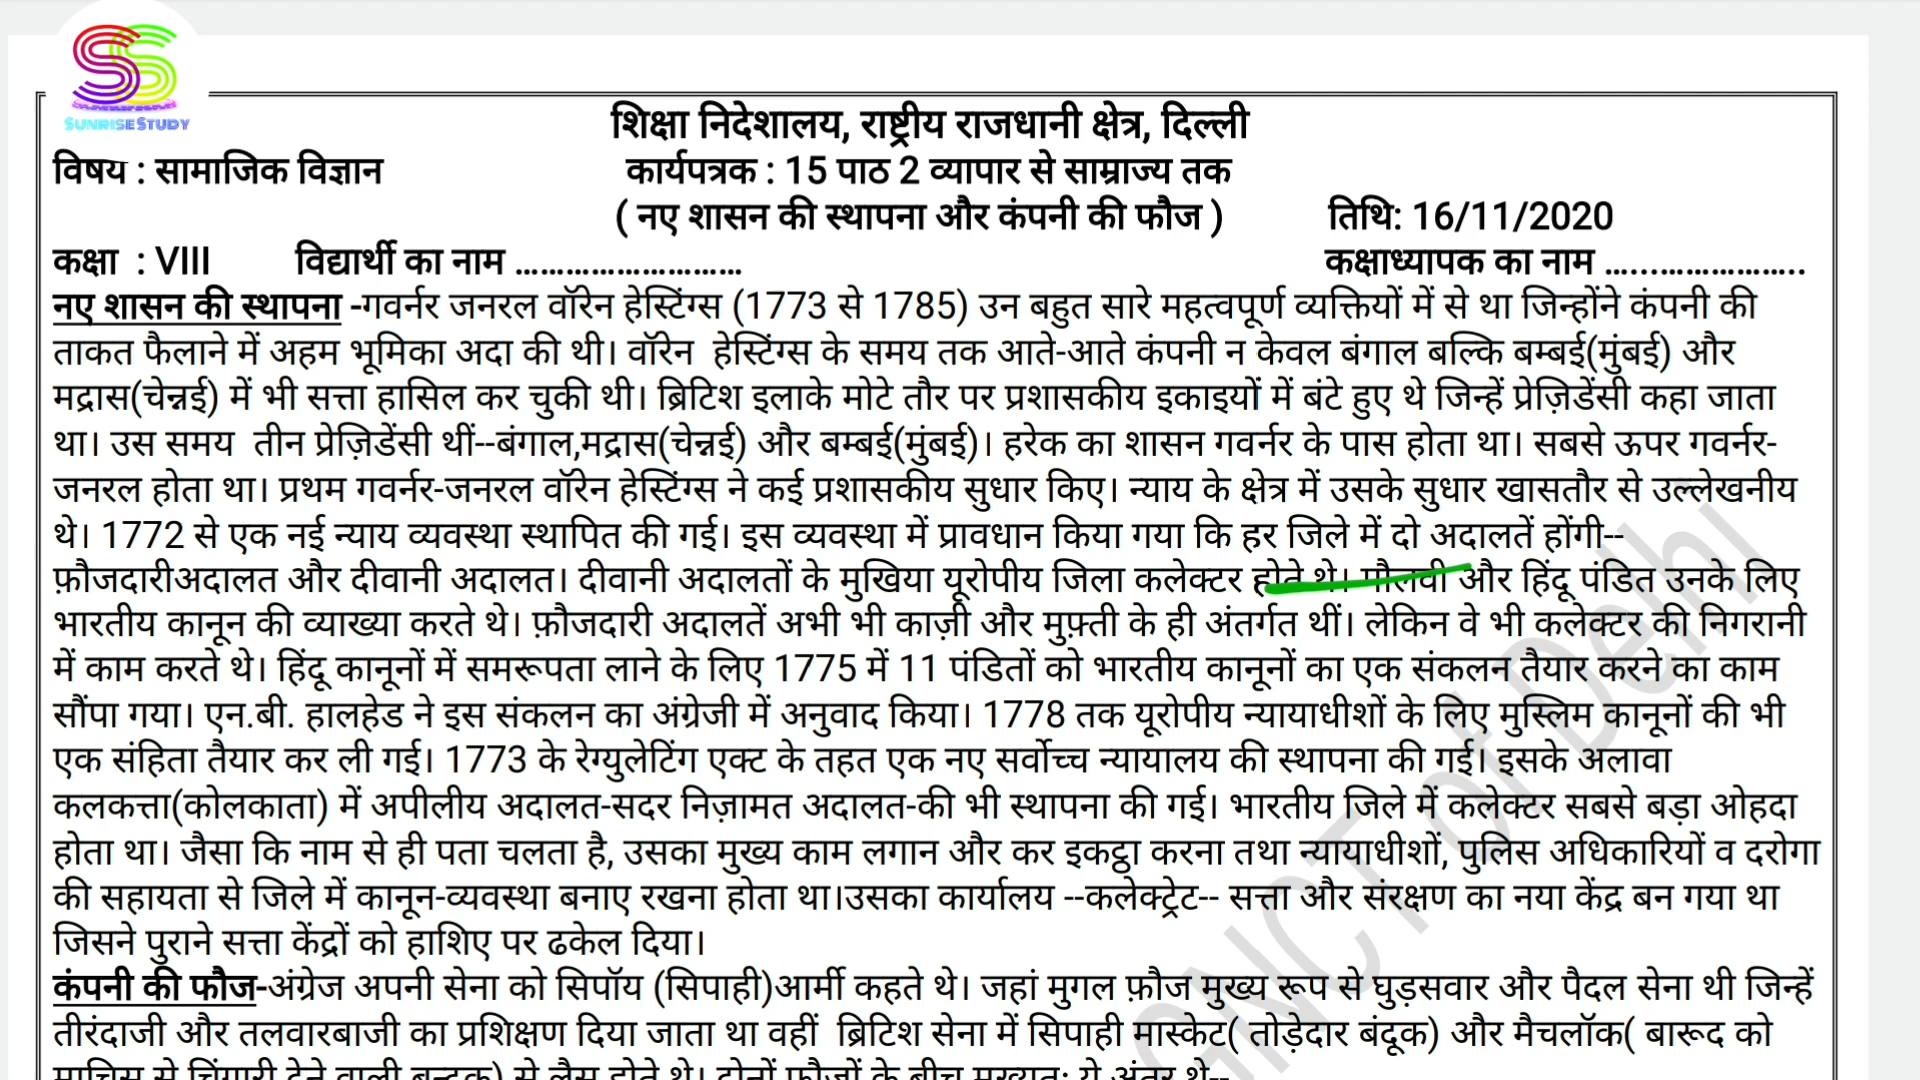 SUNRISE STUDY
शिक्षा निदेशालय, राष्ट्रीय राजधानी क्षेत्र, दिल्ली
विषय : सामाजिक विज्ञान कार्यपत्रक : 15 पाठ 2 व्यापार से साम्राज्य तक
( नए शासन की स्थापना और कंपनी की फौज ) तिथि: 16/11/2020
कक्षा : VIII विद्यार्थी का नाम ........................ कक्षाध्यापक का नाम ........................
नए शासन की स्थापना -गवर्नर जनरल वॉरेन हेस्टिंग्स (1773 से 1785) उन बहुत सारे महत्वपूर्ण व्यक्तियों में से था जिन्होंने कंपनी की
ताकत फैलाने में अहम भूमिका अदा की थी। वॉरेन हेस्टिंग्स के समय तक आते-आते कंपनी न केवल बंगाल बल्कि बम्बई(मुंबई) और
मद्रास(चेन्नई) में भी सत्ता हासिल कर चुकी थी। ब्रिटिश इलाके मोटे तौर पर प्रशासकीय इकाइयों में बंटे हुए थे जिन्हें प्रेज़िडेंसी कहा जाता
था। उस समय तीन प्रेज़िडेंसी थीं--बंगाल,मद्रास(चेन्नई) और बम्बई(मुंबई)। हरेक का शासन गवर्नर के पास होता था। सबसे ऊपर गवर्नर-
जनरल होता था। प्रथम गवर्नर-जनरल वॉरेन हेस्टिंग्स ने कई प्रशासकीय सुधार किए। न्याय के क्षेत्र में उसके सुधार खासतौर से उल्लेखनीय
थे। 1772 से एक नई न्याय व्यवस्था स्थापित की गई। इस व्यवस्था में प्रावधान किया गया कि हर जिले में दो अदालतें होंगी--
फ़ौजदारीअदालत और दीवानी अदालत। दीवानी अदालतों के मुखिया यूरोपीय जिला कलेक्टर होते थे। मौलवी और हिंदू पंडित उनके लिए
भारतीय कानून की व्याख्या करते थे। फ़ौजदारी अदालतें अभी भी काज़ी और मुफ़्ती के ही अंतर्गत थीं। लेकिन वे भी कलेक्टर की निगरानी
में काम करते थे। हिंदू कानूनों में समरूपता लाने के लिए 1775 में 11 पंडितों को भारतीय कानूनों का एक संकलन तैयार करने का काम
सौंपा गया। एन.बी. हालहेड ने इस संकलन का अंग्रेजी में अनुवाद किया। 1778 तक यूरोपीय न्यायाधीशों के लिए मुस्लिम कानूनों की भी
एक संहिता तैयार कर ली गई। 1773 के रेग्युलेटिंग एक्ट के तहत एक नए सर्वोच्च न्यायालय की स्थापना की गई। इसके अलावा
कलकत्ता(कोलकाता) में अपीलीय अदालत-सदर निज़ामत अदालत-की भी स्थापना की गई। भारतीय जिले में कलेक्टर सबसे बड़ा ओहदा
होता था। जैसा कि नाम से ही पता चलता है, उसका मुख्य काम लगान और कर इकट्ठा करना तथा न्यायाधीशों, पुलिस अधिकारियों व दरोगा
की सहायता से जिले में कानून-व्यवस्था बनाए रखना होता था।उसका कार्यालय --कलेक्ट्रेट-- सत्ता और संरक्षण का नया केंद्र बन गया था
जिसने पुराने सत्ता केंद्रों को हाशिए पर ढकेल दिया।
कंपनी की फौज-अंग्रेज अपनी सेना को सिपॉय (सिपाही)आर्मी कहते थे। जहां मुगल फ़ौज मुख्य रूप से घुड़सवार और पैदल सेना थी जिन्हें
तीरंदाजी और तलवारबाजी का प्रशिक्षण दिया जाता था वहीं ब्रिटिश सेना में सिपाही मास्केट( तोड़ेदार बंदूक) और मैचलॉक( बारूद को
माचिस से चिंगारी देने वाली बन्दूक) से लैस होते थे। दोनों फौजों के बीच मुख्यतः ये अंतर थे--
GNCT of Delhi